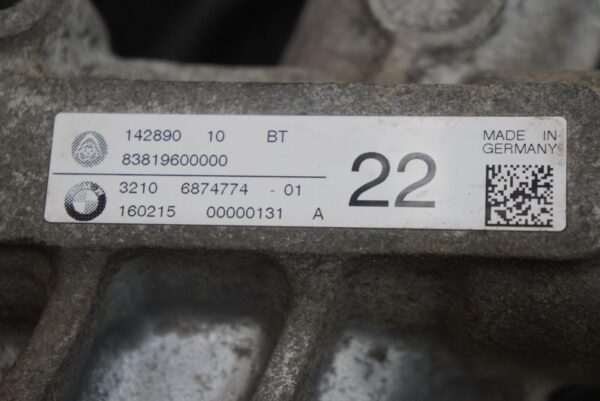 142890 10 BT
83819600000
3210 6874774 - 01
160215 00000131 A
22
MADE IN
GERMANY